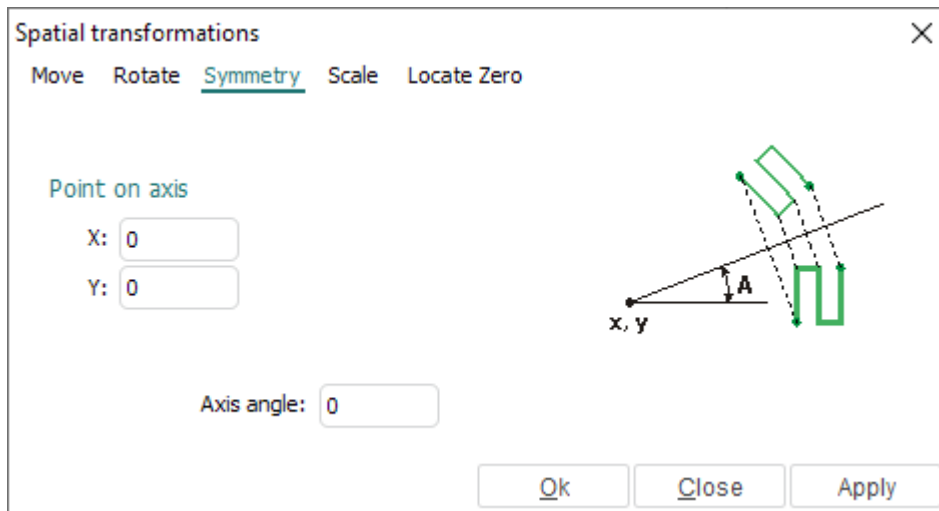 Spatial transformations
Move Rotate Symmetry Scale Locate Zero
Point on axis
X: 0
Y: 0
A
x, y
Axis angle: 0
Ok Close Apply